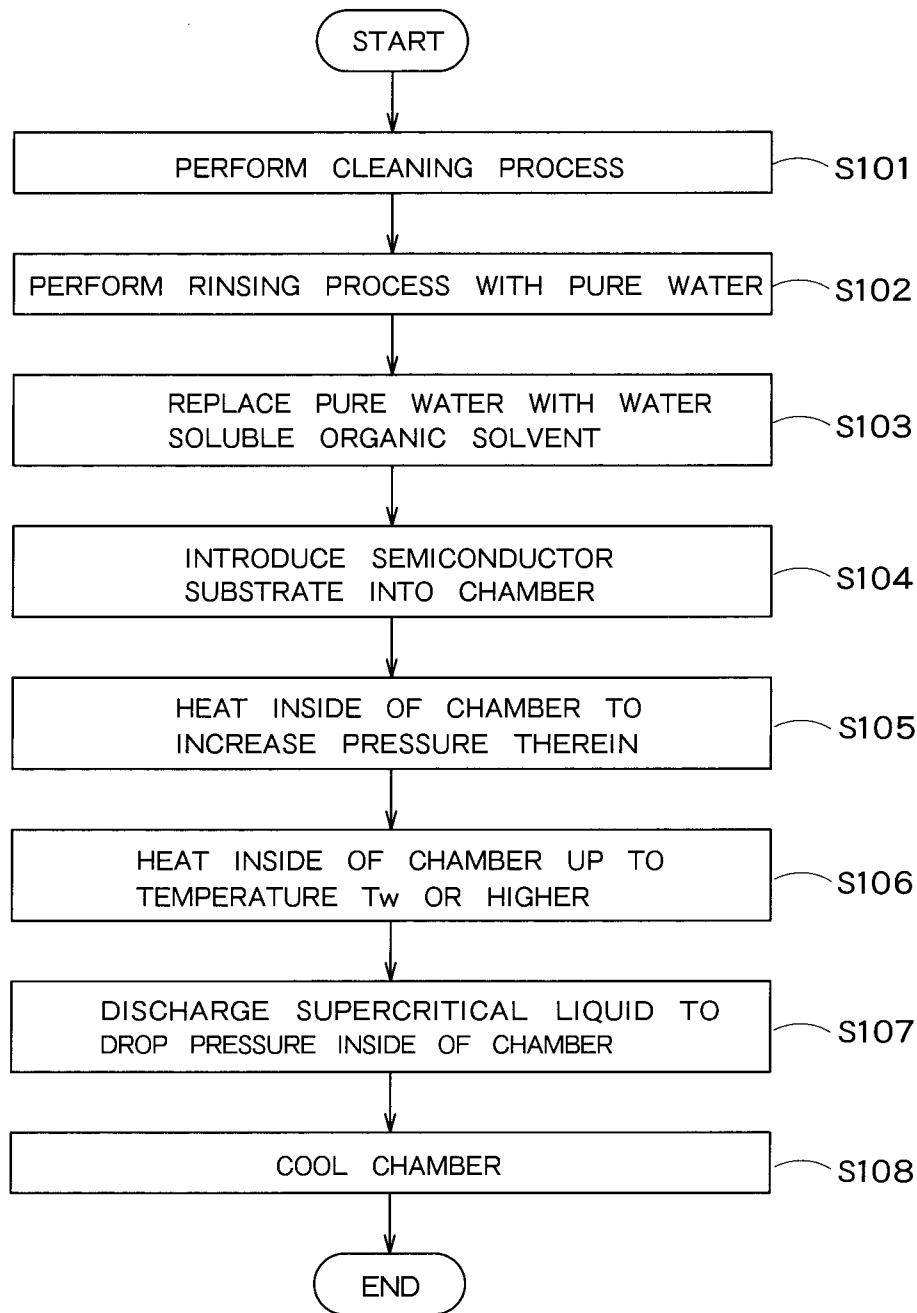 START
PERFORM CLEANING PROCESS
S101
PERFORM RINSING PROCESS WITH PURE WATER
S102
REPLACE PURE WATER WITH WATER
SOLUBLE ORGANIC SOLVENT
S103
INTRODUCE SEMICONDUCTOR
SUBSTRATE INTO CHAMBER
S104
HEAT INSIDE OF CHAMBER TO
INCREASE PRESSURE THEREIN
S105
HEAT INSIDE OF CHAMBER UP TO
TEMPERATURE Tw OR HIGHER
S106
DISCHARGE SUPERCRITICAL LIQUID TO
DROP PRESSURE INSIDE OF CHAMBER
S107
COOL CHAMBER
S108
END